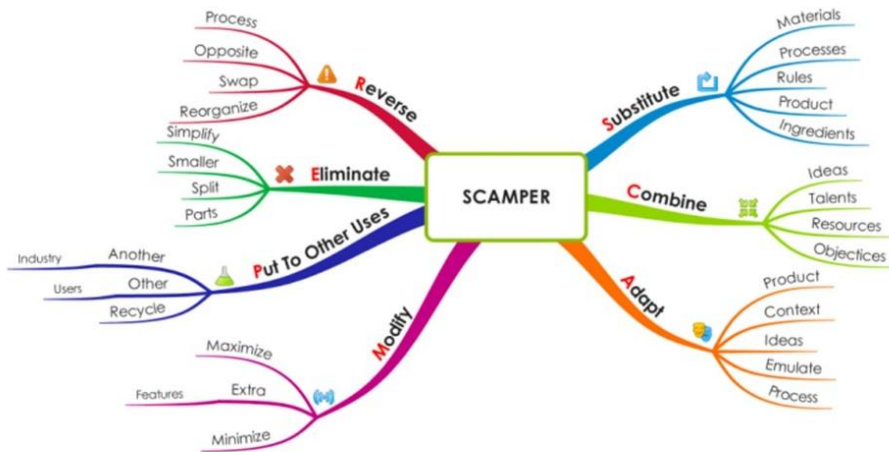 SCAMPER
Substitute
Materials
Processes
Rules
Product
Ingredients
Combine
Ideas
Talents
Resources
Objectices
Adapt
Product
Context
Ideas
Emulate
Process
Modify
Maximize
Extra
Features
Minimize
Put To Other Uses
Another
Industry
Other
Users
Recycle
Eliminate
Simplify
Smaller
Split
Parts
Reverse
Process
Opposite
Swap
Reorganize